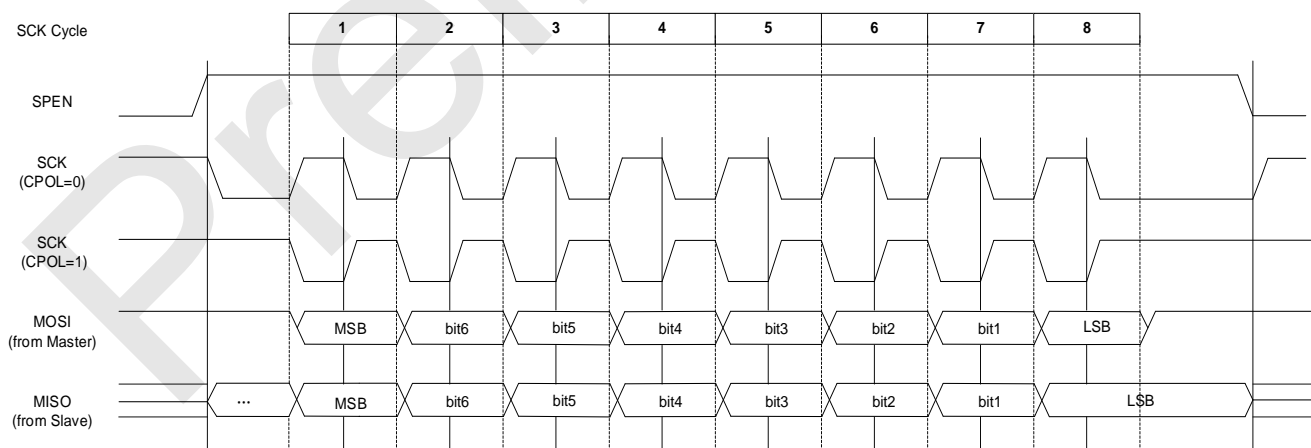 SCK Cycle 1 2 3 4 5 6 7 8
SPEN
SCK
(CPOL=0)
SCK
(CPOL=1)
MOSI
(from Master)
MSB bit6 bit5 bit4 bit3 bit2 bit1 LSB
MISO
(from Slave)
... MSB bit6 bit5 bit4 bit3 bit2 bit1 LSB
Pre